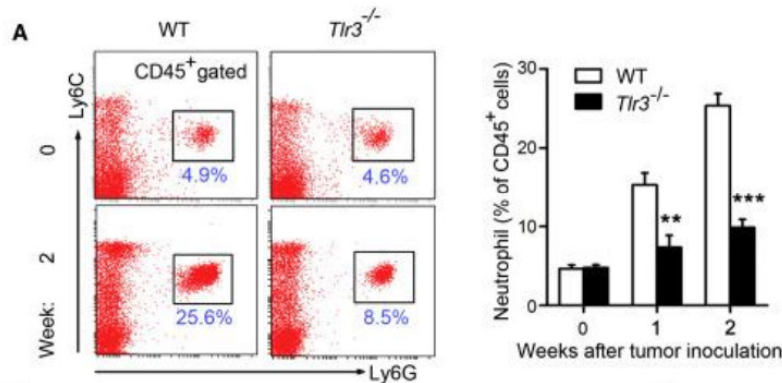 A
WT
Tlr3-/-
Ly6C
CD45+ gated
0
4.9%
4.6%
Week:
2
25.6%
8.5%
Ly6G
Neutrophil (% of CD45+ cells)
30
20
10
0
WT
Tlr3-/-
**
***
0
1
2
Weeks after tumor inoculation